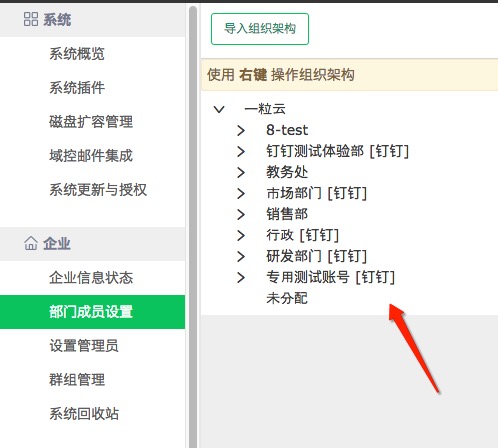 系统
系统概览
系统插件
磁盘扩容管理
域控邮件集成
系统更新与授权
企业
企业信息状态
部门成员设置
设置管理员
群组管理
系统回收站
导入组织架构
使用 右键 操作组织架构
一粒云
8-test
钉钉测试体验部 [钉钉]
教务处
市场部门 [钉钉]
销售部
行政 [钉钉]
研发部门 [钉钉]
专用测试账号 [钉钉]
未分配